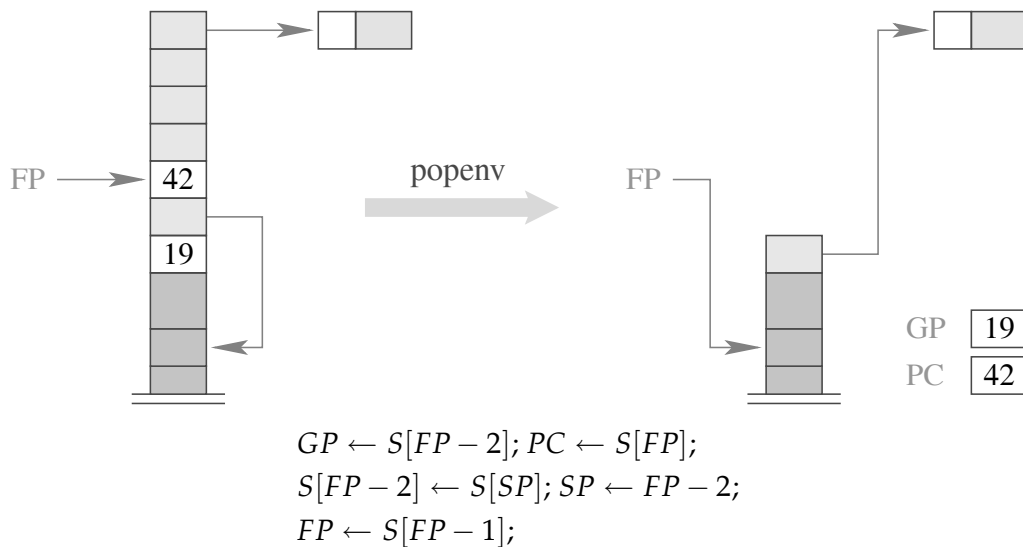 FP
42
19
popenv
FP
GP 19
PC 42
GP ← S[FP − 2]; PC ← S[FP];
S[FP − 2] ← S[SP]; SP ← FP − 2;
FP ← S[FP − 1];